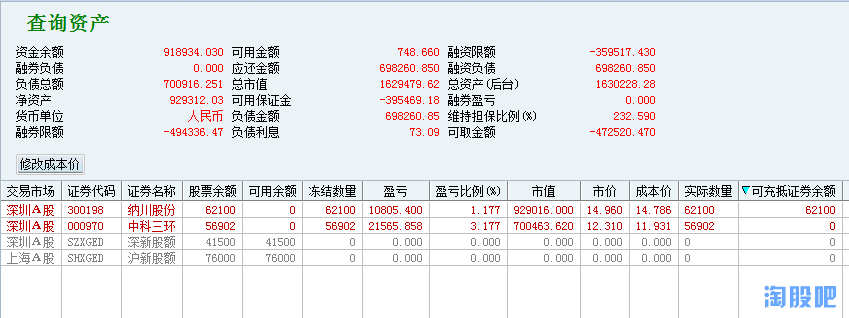 查询资产
资金余额 918934.030 可用金额 748.660 融资限额 -359517.430
融券负债 0.000 应还金额 698260.850 融资负债 698260.850
负债总额 700916.251 总市值 1629479.62 总资产(后台) 1630228.28
净资产 929312.03 可用保证金 -395469.18 融券盈亏 0.000
货币单位 人民币 负债金额 698260.85 维持担保比例(%) 232.590
融券限额 -494336.47 负债利息 73.09 可取金额 -472520.470
修改成本价
交易市场 证券代码 证券名称 股票余额 可用余额 冻结数量 盈亏 盈亏比例(%) 市值 市价 成本价 实际数量 可充抵证券余额
深圳A股 300198 纳川股份 62100 0 62100 10805.400 1.177 929016.000 14.960 14.786 62100 62100
深圳A股 000970 中科三环 56902 0 56902 21565.858 3.177 700463.620 12.310 11.931 56902 0
深圳A股 SZXGED 深新股额 41500 41500 0 0.000 0.000 0.000 0.000 0.000 0 0
上海A股 SHXGED 沪新股额 76000 76000 0 0.000 0.000 0.000 0.000 0.000 0 0
淘股吧